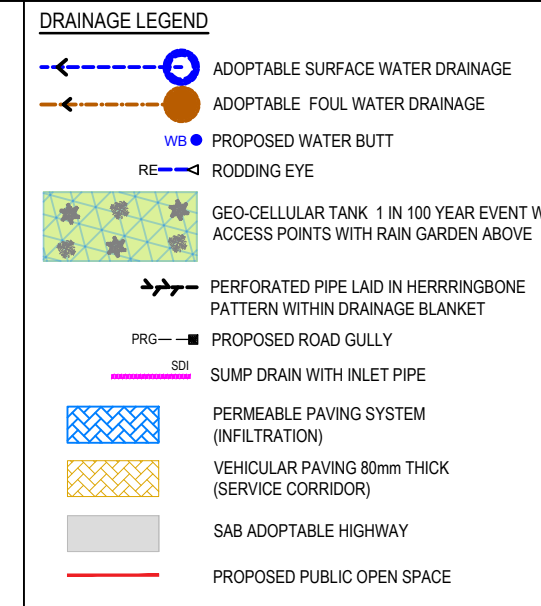 DRAINAGE LEGEND
ADOPTABLE SURFACE WATER DRAINAGE
ADOPTABLE FOUL WATER DRAINAGE
WB PROPOSED WATER BUTT
RE RODDING EYE
GEO-CELLULAR TANK 1 IN 100 YEAR EVENT
ACCESS POINTS WITH RAIN GARDEN ABOVE
PERFORATED PIPE LAID IN HERRRINGBONE
PATTERN WITHIN DRAINAGE BLANKET
PRG PROPOSED ROAD GULLY
SDI
SUMP DRAIN WITH INLET PIPE
PERMEABLE PAVING SYSTEM
(INFILTRATION)
VEHICULAR PAVING 80mm THICK
(SERVICE CORRIDOR)
SAB ADOPTABLE HIGHWAY
PROPOSED PUBLIC OPEN SPACE